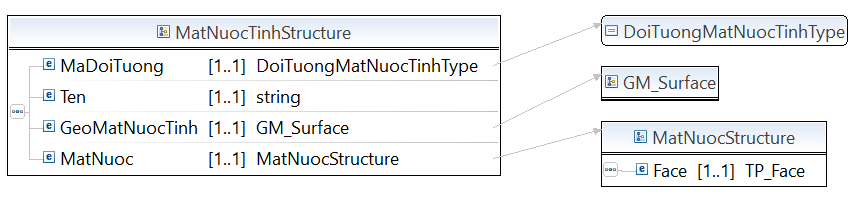 MatNuocTinhStructure
MaDoiTuong [1..1] DoiTuongMatNuocTinhType
Ten [1..1] string
GeoMatNuocTinh [1..1] GM_Surface
MatNuoc [1..1] MatNuocStructure
DoiTuongMatNuocTinhType
GM_Surface
MatNuocStructure
Face [1..1] TP_Face